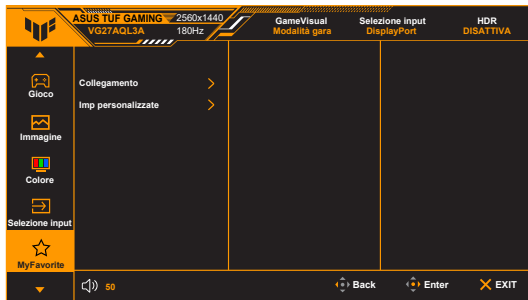 ASUS TUF GAMING 2560x1440
VG27AQL3A 180Hz
GameVisual
Modalità gara
Selezione input
DisplayPort
HDR
DISATTIVA
Gioco
Immagine
Colore
Selezione input
MyFavorite
Collegamento
Imp personalizzate
50
Back
Enter
EXIT